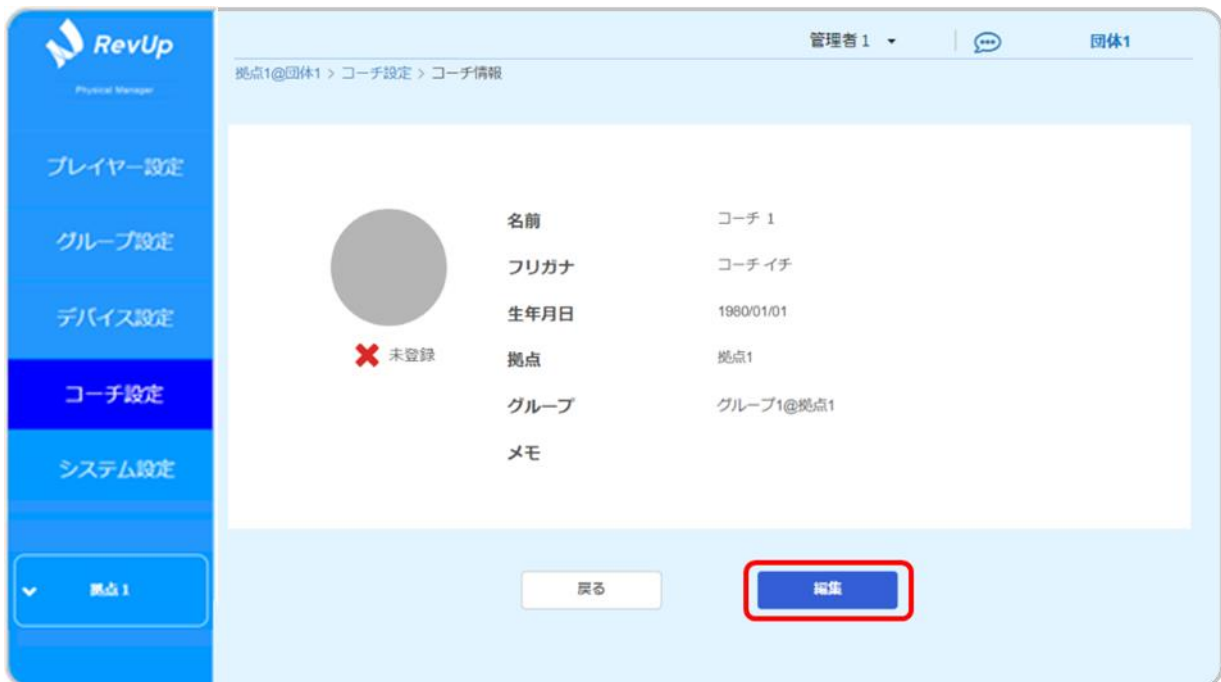 RevUp
Physical Manager
管理者 1
団体1
拠点1@団体1 > コーチ設定 > コーチ情報
プレイヤー設定
グループ設定
デバイス設定
コーチ設定
システム設定
拠点 1
名前 コーチ 1
フリガナ コーチ イチ
生年月日 1980/01/01
未登録
拠点 拠点1
グループ グループ1@拠点1
メモ
戻る
編集